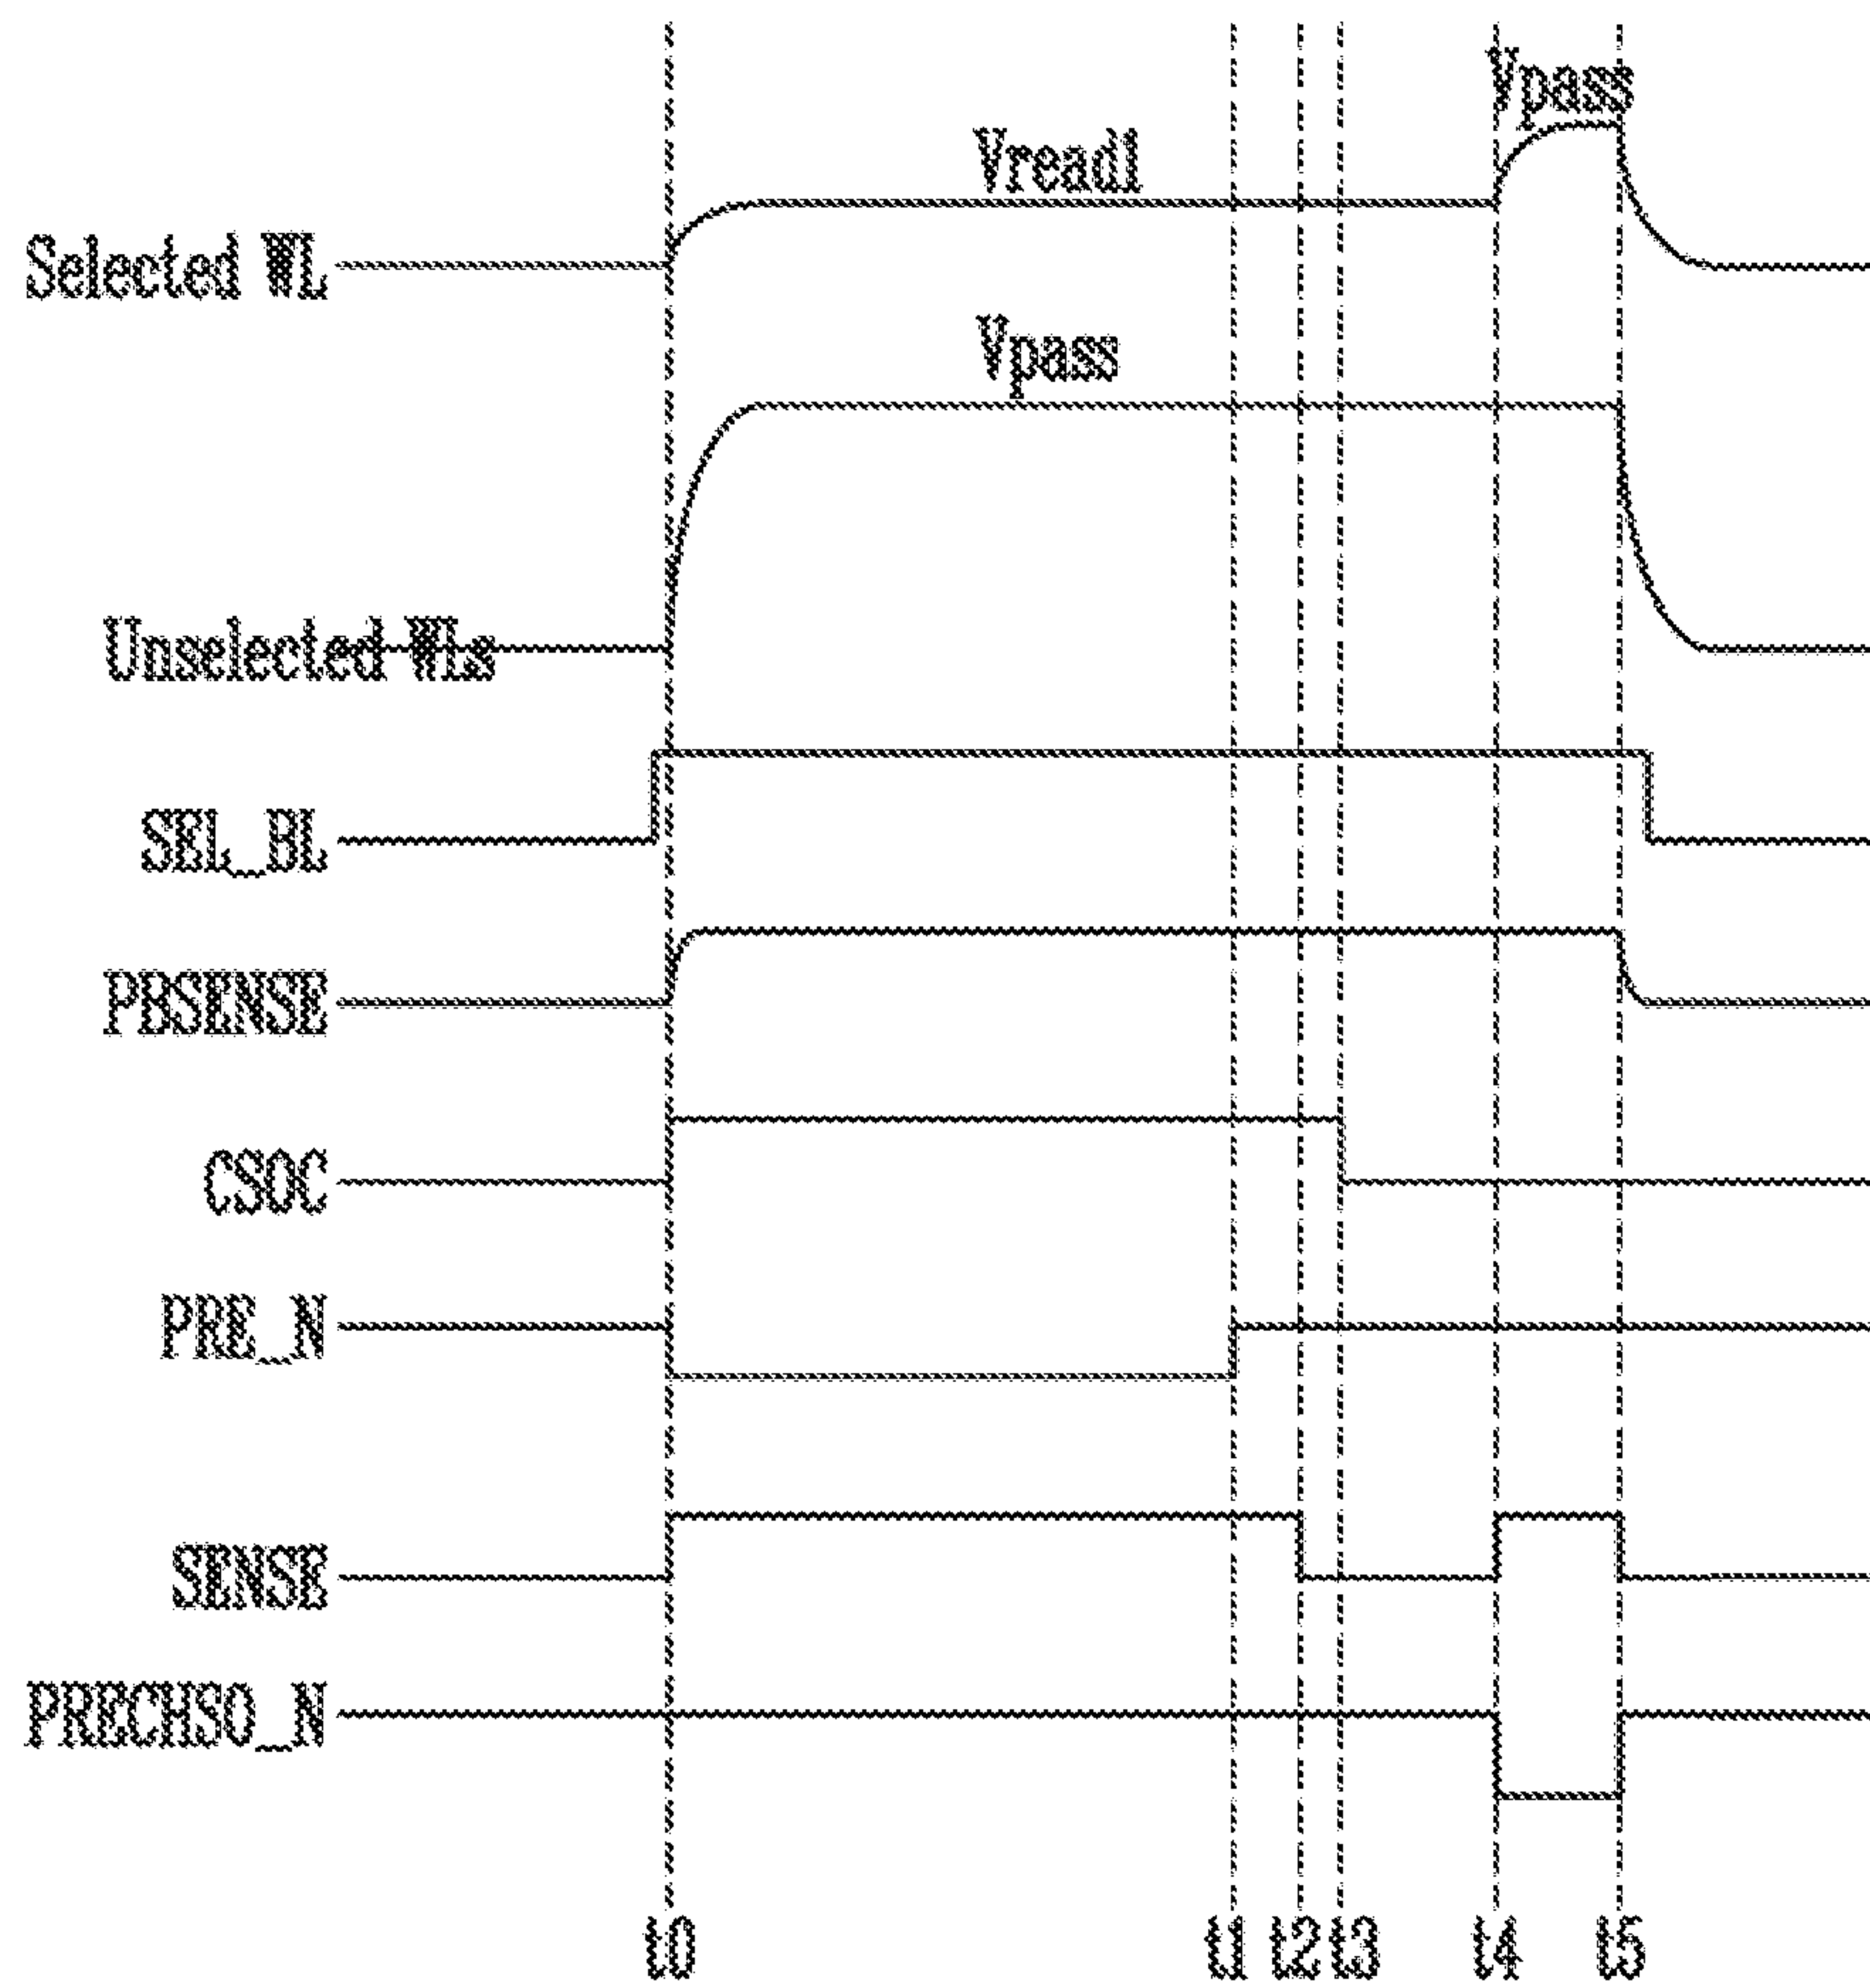 Vpass
Vread1
Selected WL
Vpass
Unselected WLs
SEL_BL
PBSENSE
CSOC
PRE_N
SENSE
PRECHSO_N
t0 t1 t2 t3 t4 t5